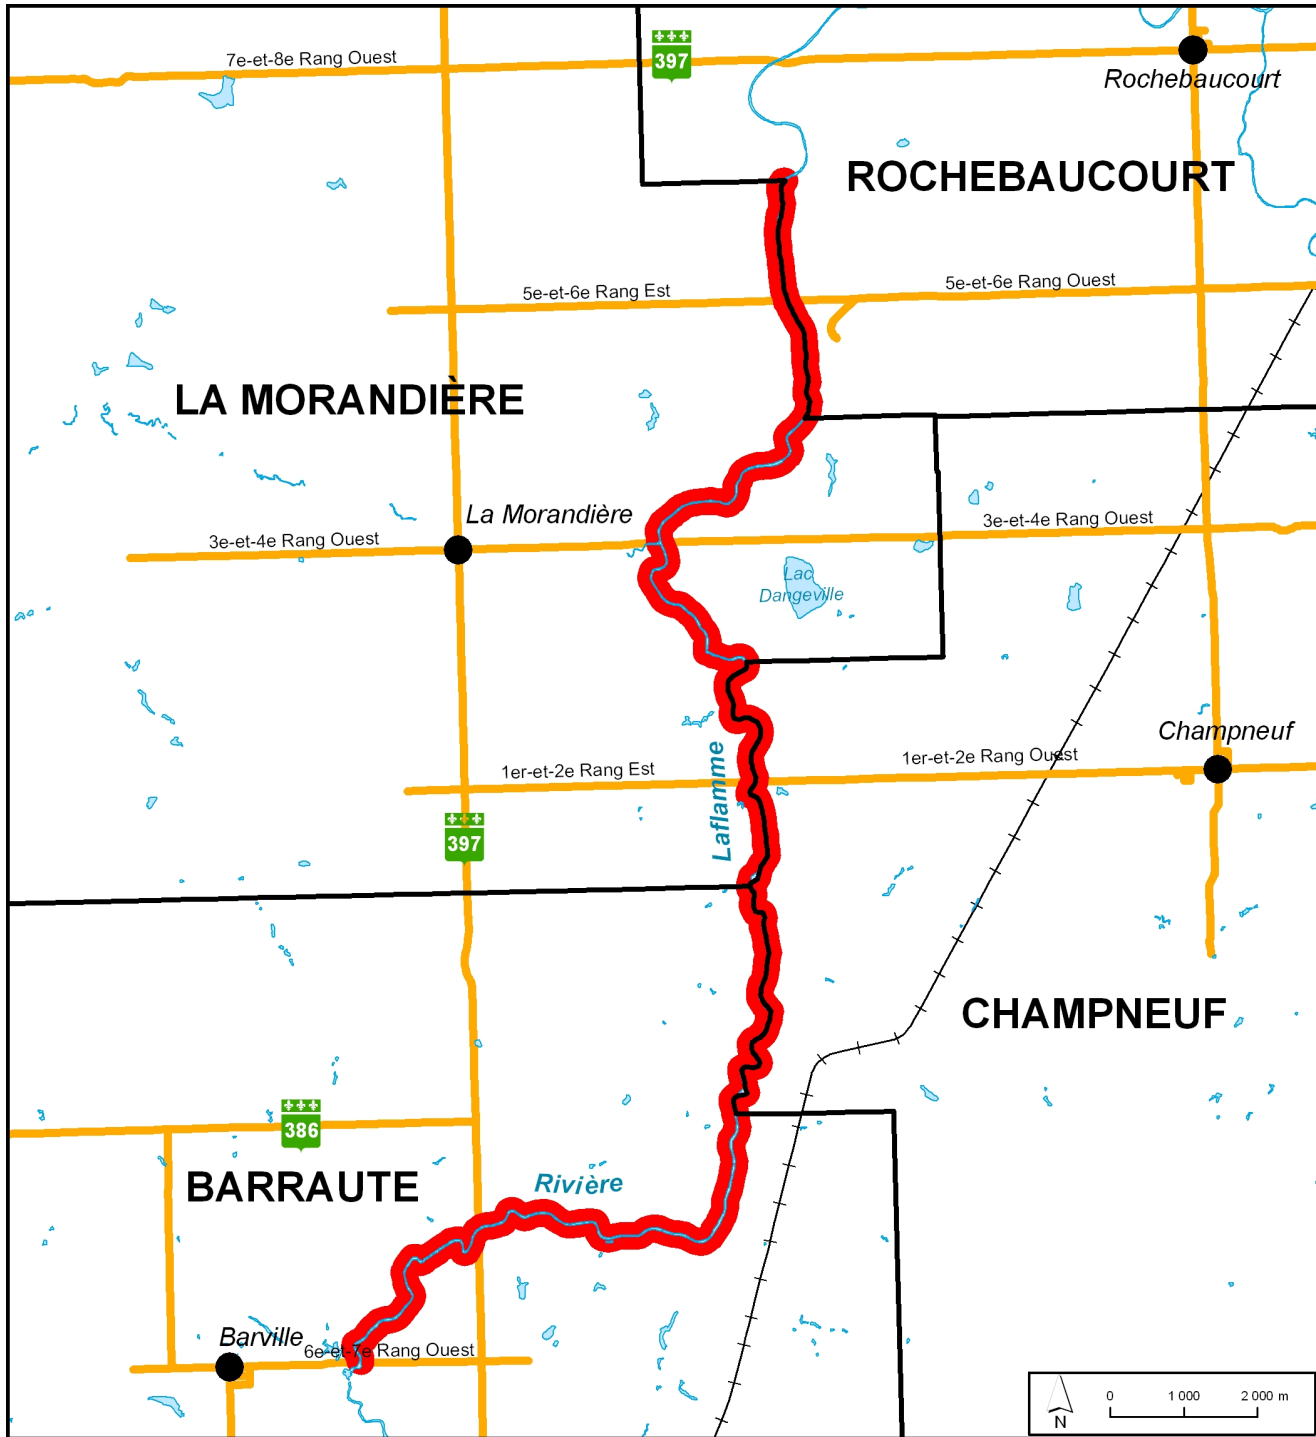 7e-et-8e Rang Ouest
397
Rochebaucourt
ROCHEBAUCOURT
5e-et-6e Rang Est
5e-et-6e Rang Ouest
LA MORANDIÈRE
La Morandière
3e-et-4e Rang Ouest
3e-et-4e Rang Ouest
Lac
Dangeville
Champneuf
1er-et-2e Rang Est
1er-et-2e Rang Ouest
Laflamme
397
CHAMPNEUF
386
BARRAUTE
Rivière
Barville
6e-et-7e Rang Ouest
N
0 1 000 2 000 m